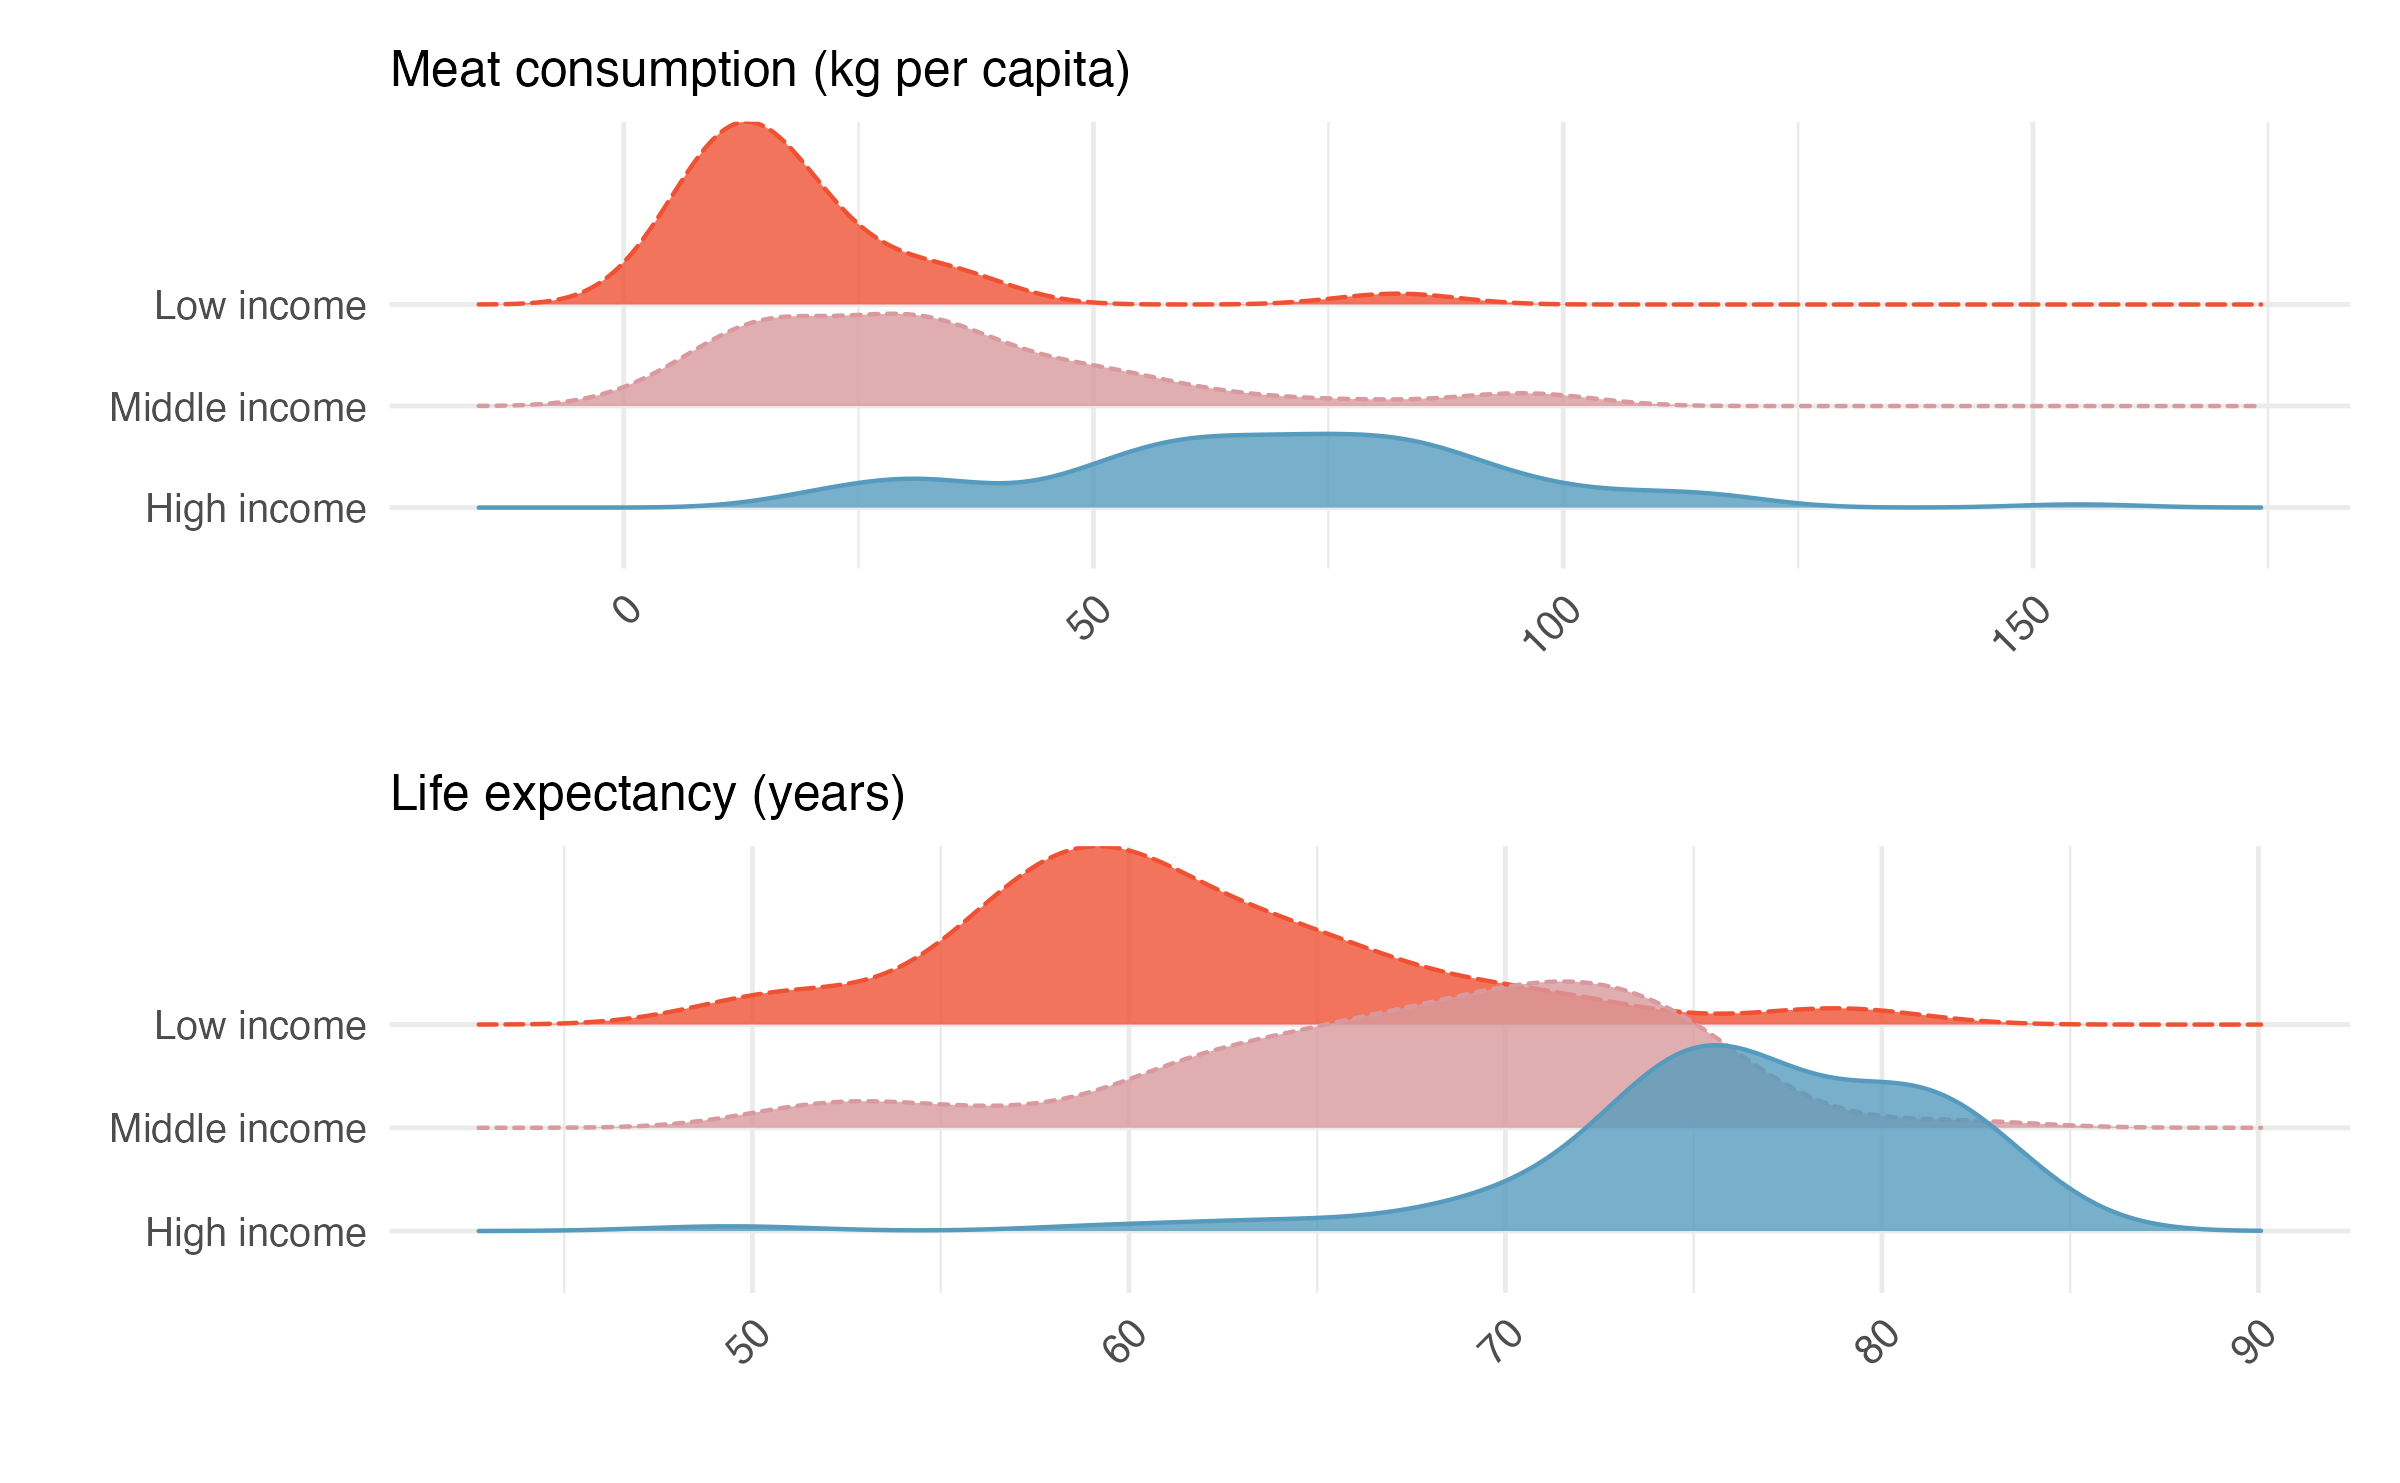 Meat consumption (kg per capita)
Low income
Middle income
High income
0 50 100 150
Life expectancy (years)
Low income
Middle income
High income
50 60 70 80 90